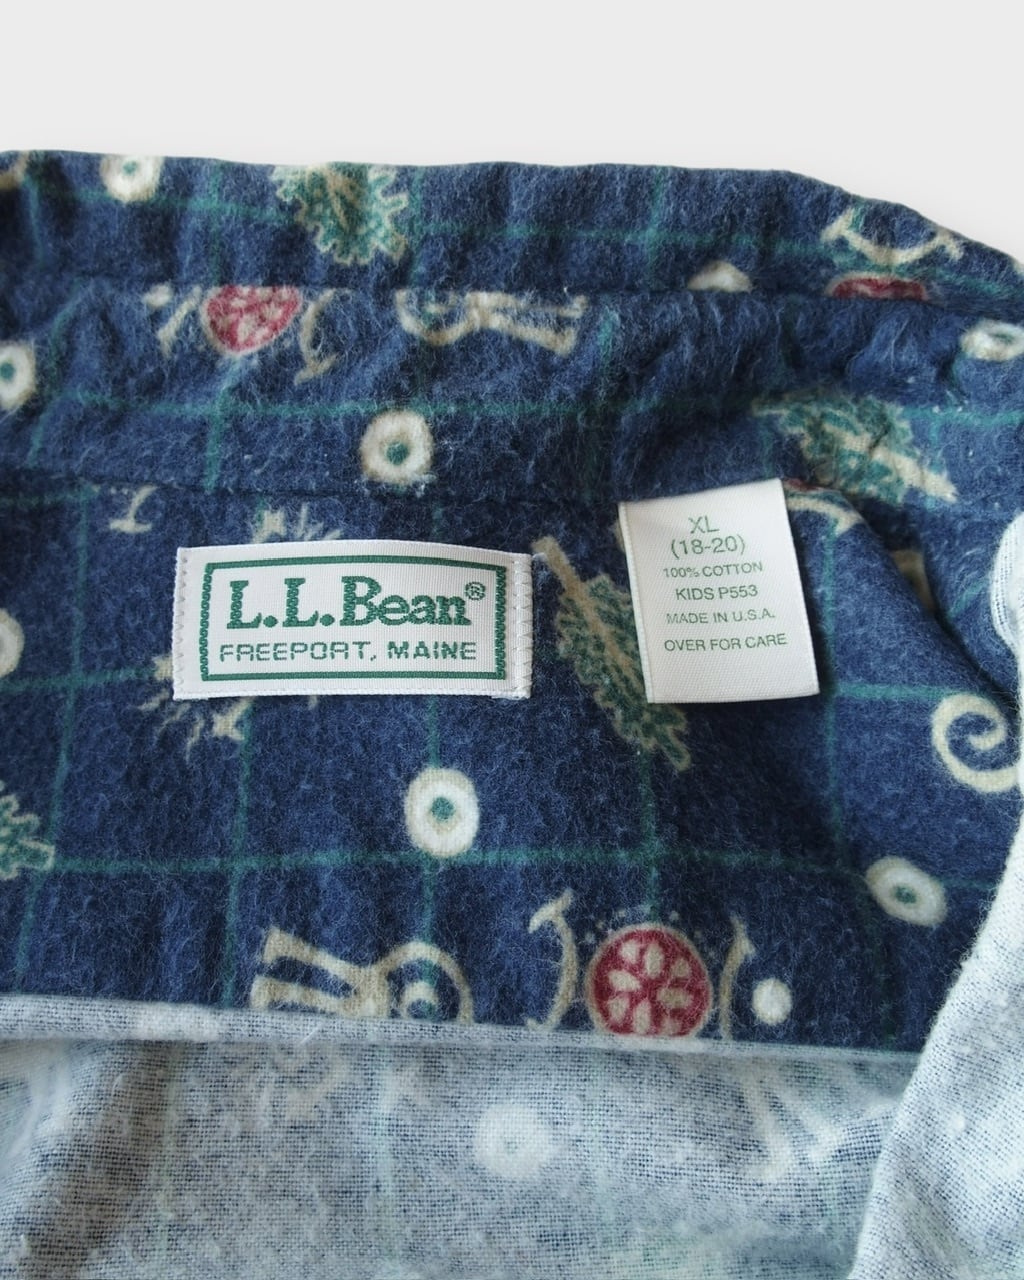 L.L.Bean®
FREEPORT, MAINE
XL
(18-20)
100% COTTON
KIDS P553
MADE IN U.S.A.
OVER FOR CARE